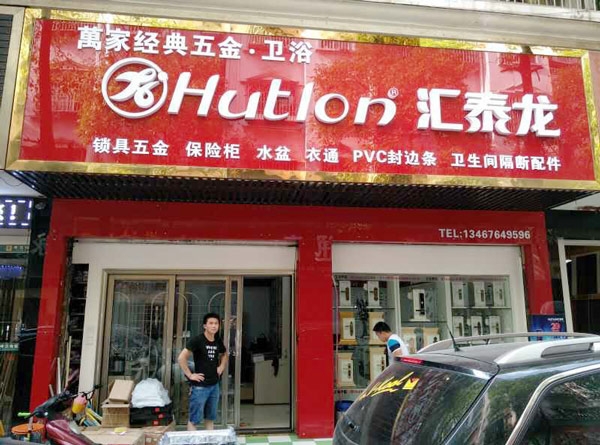 萬家经典五金·卫浴
Hutlon® 汇泰龙
锁具五金 保险柜 水盆 衣通 PVC封边条 卫生间隔断配件
TEL:13467649596